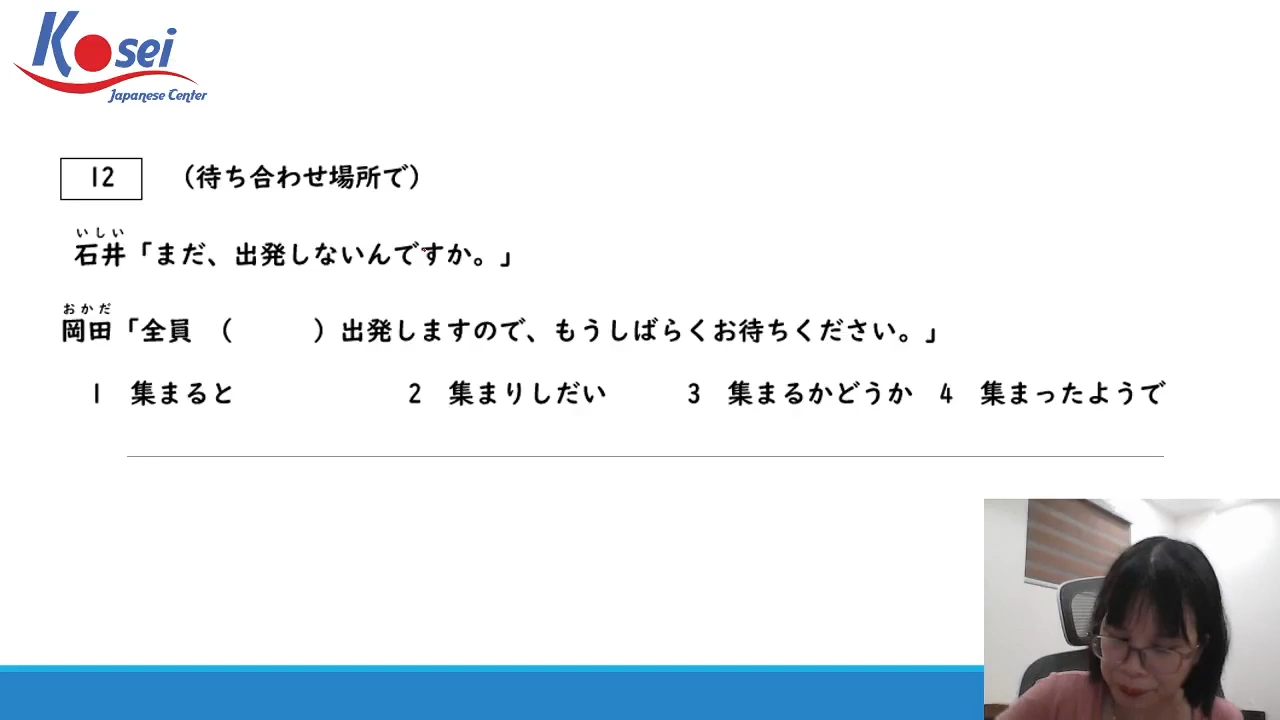 Kosei
Japanese Center
12 （待ち合わせ場所で）
いしい
石井「まだ、出発しないんですか。」
おかだ
岡田「全員 （ ）出発しますので、もうしばらくお待ちください。」
1 集まると 2 集まりしだい 3 集まるかどうか 4 集まったようで